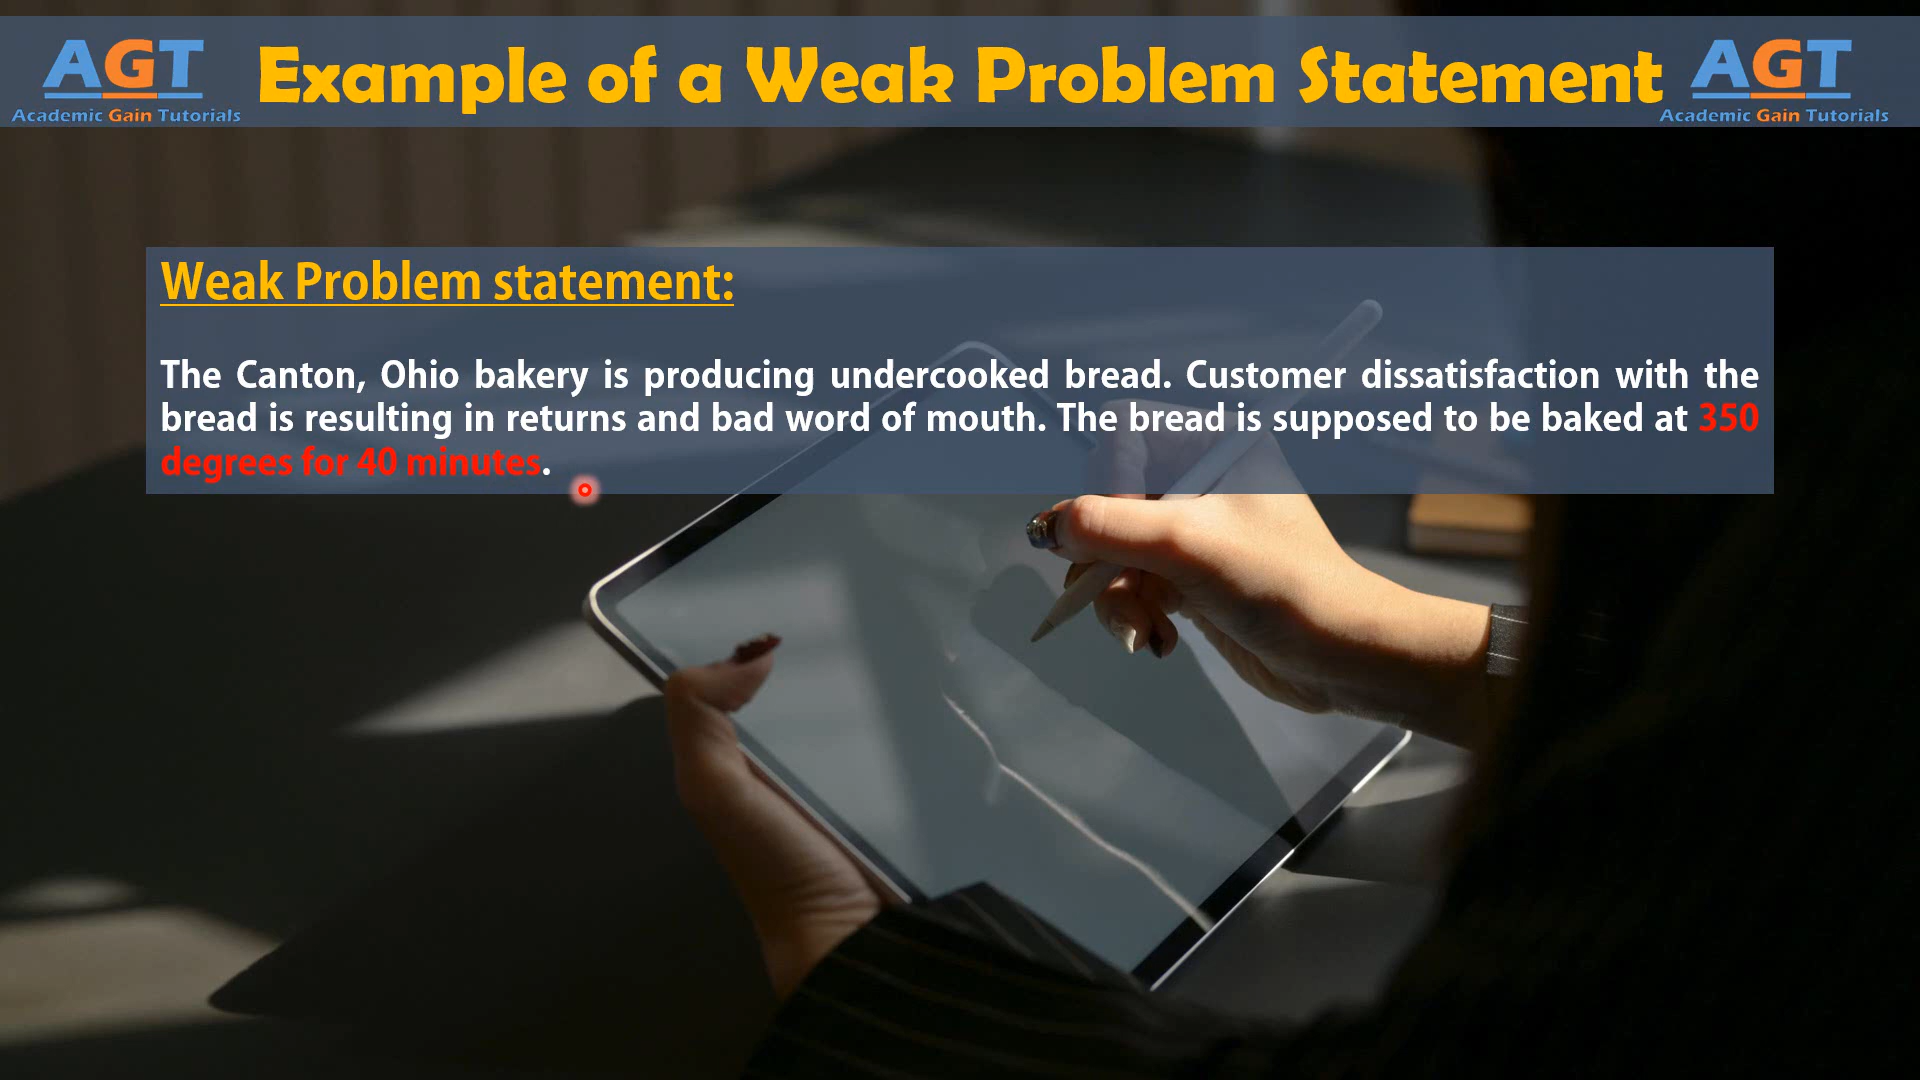 AGT
Academic Gain Tutorials
Example of a Weak Problem Statement
AGT
Academic Gain Tutorials
Weak Problem statement:
The Canton, Ohio bakery is producing undercooked bread. Customer dissatisfaction with the
bread is resulting in returns and bad word of mouth. The bread is supposed to be baked at 350
degrees for 40 minutes.